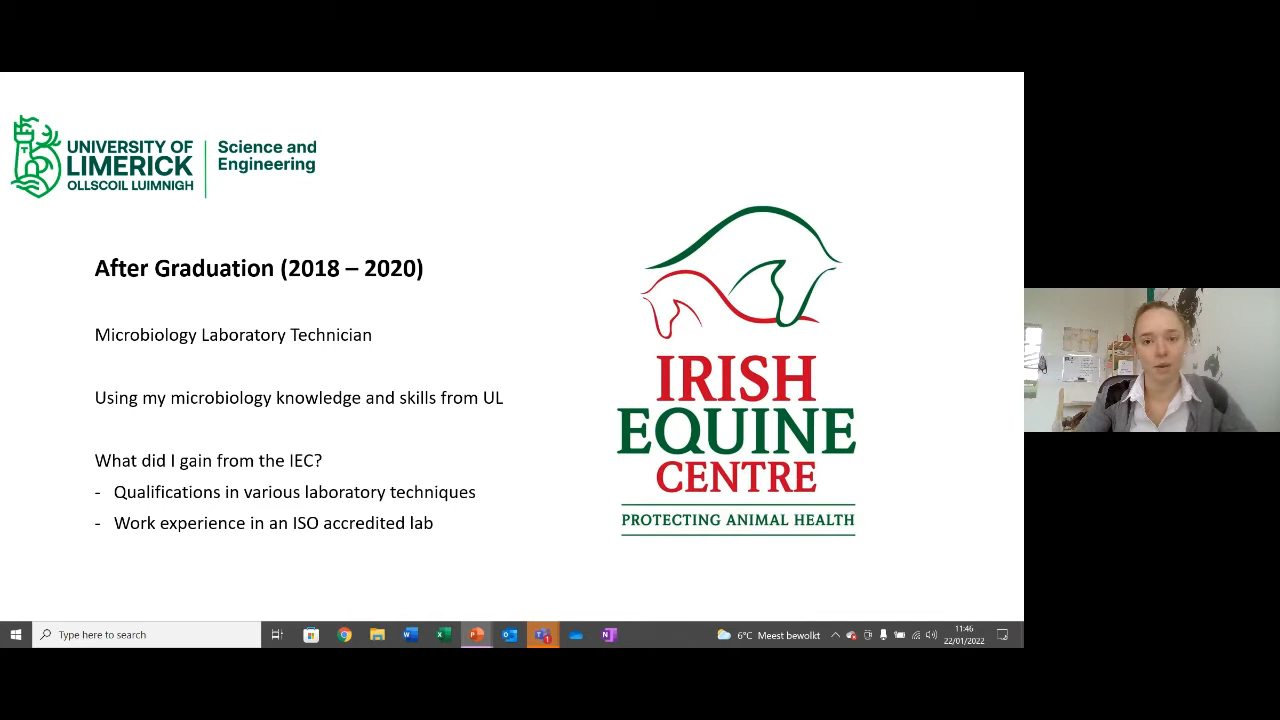 UNIVERSITY OF
LIMERICK
OLLSCOIL LUIMNIGH
Science and
Engineering
After Graduation (2018 – 2020)
Microbiology Laboratory Technician
Using my microbiology knowledge and skills from UL
What did I gain from the IEC?
- Qualifications in various laboratory techniques
- Work experience in an ISO accredited lab
IRISH
EQUINE
CENTRE
PROTECTING ANIMAL HEALTH
Type here to search
6°C Meest bewolkt
11:46
22/01/2022